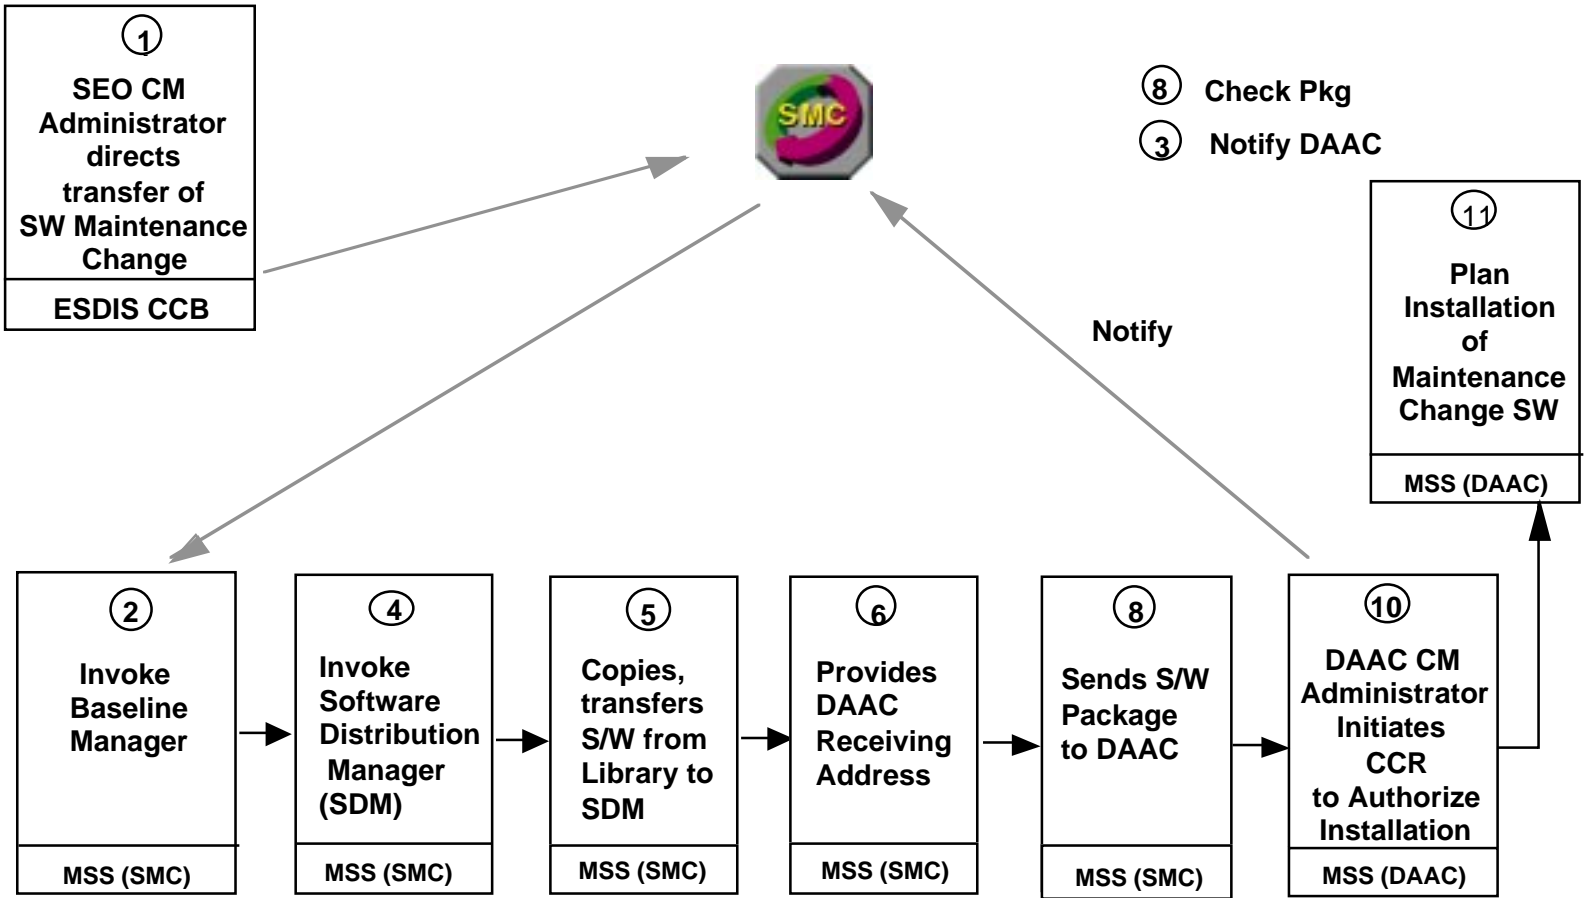 1
SEO CM
Administrator
directs
transfer of
SW Maintenance
Change
ESDIS CCB
SMC
8 Check Pkg
3 Notify DAAC
Notify
11
Plan
Installation
of
Maintenance
Change SW
MSS (DAAC)
2
Invoke
Baseline
Manager
MSS (SMC)
4
Invoke
Software
Distribution
Manager
(SDM)
MSS (SMC)
5
Copies,
transfers
S/W from
Library to
SDM
MSS (SMC)
6
Provides
DAAC
Receiving
Address
MSS (SMC)
8
Sends S/W
Package
to DAAC
MSS (SMC)
10
DAAC CM
Administrator
Initiates
CCR
to Authorize
Installation
MSS (DAAC)